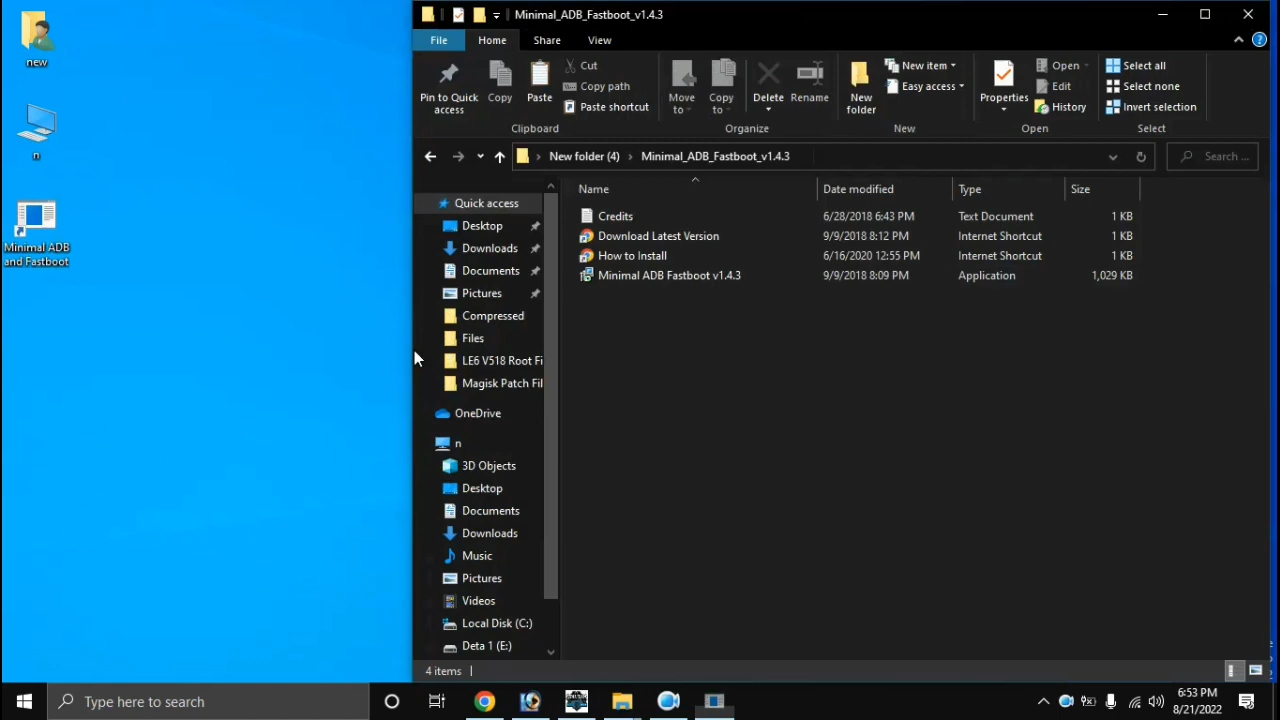 new
n
Minimal ADB
and Fastboot
Minimal_ADB_Fastboot_v1.4.3
File Home Share View
Pin to Quick
access
Copy
Paste
Cut
Copy path
Paste shortcut
Clipboard
Move
to
Copy
to
Delete
Rename
Organize
New
folder
New item
Easy access
New
Properties
Open
Edit
History
Open
Select all
Select none
Invert selection
Select
New folder (4) Minimal_ADB_Fastboot_v1.4.3
Search ...
Quick access
Desktop
Downloads
Documents
Pictures
Compressed
Files
LE6 V518 Root Fi
Magisk Patch Fil
OneDrive
n
3D Objects
Desktop
Documents
Downloads
Music
Pictures
Videos
Local Disk (C:)
Deta 1 (E:)
Name Date modified Type Size
Credits 6/28/2018 6:43 PM Text Document 1 KB
Download Latest Version 9/9/2018 8:12 PM Internet Shortcut 1 KB
How to Install 6/16/2020 12:55 PM Internet Shortcut 1 KB
Minimal ADB Fastboot v1.4.3 9/9/2018 8:09 PM Application 1,029 KB
4 items
Type here to search
6:53 PM
8/21/2022